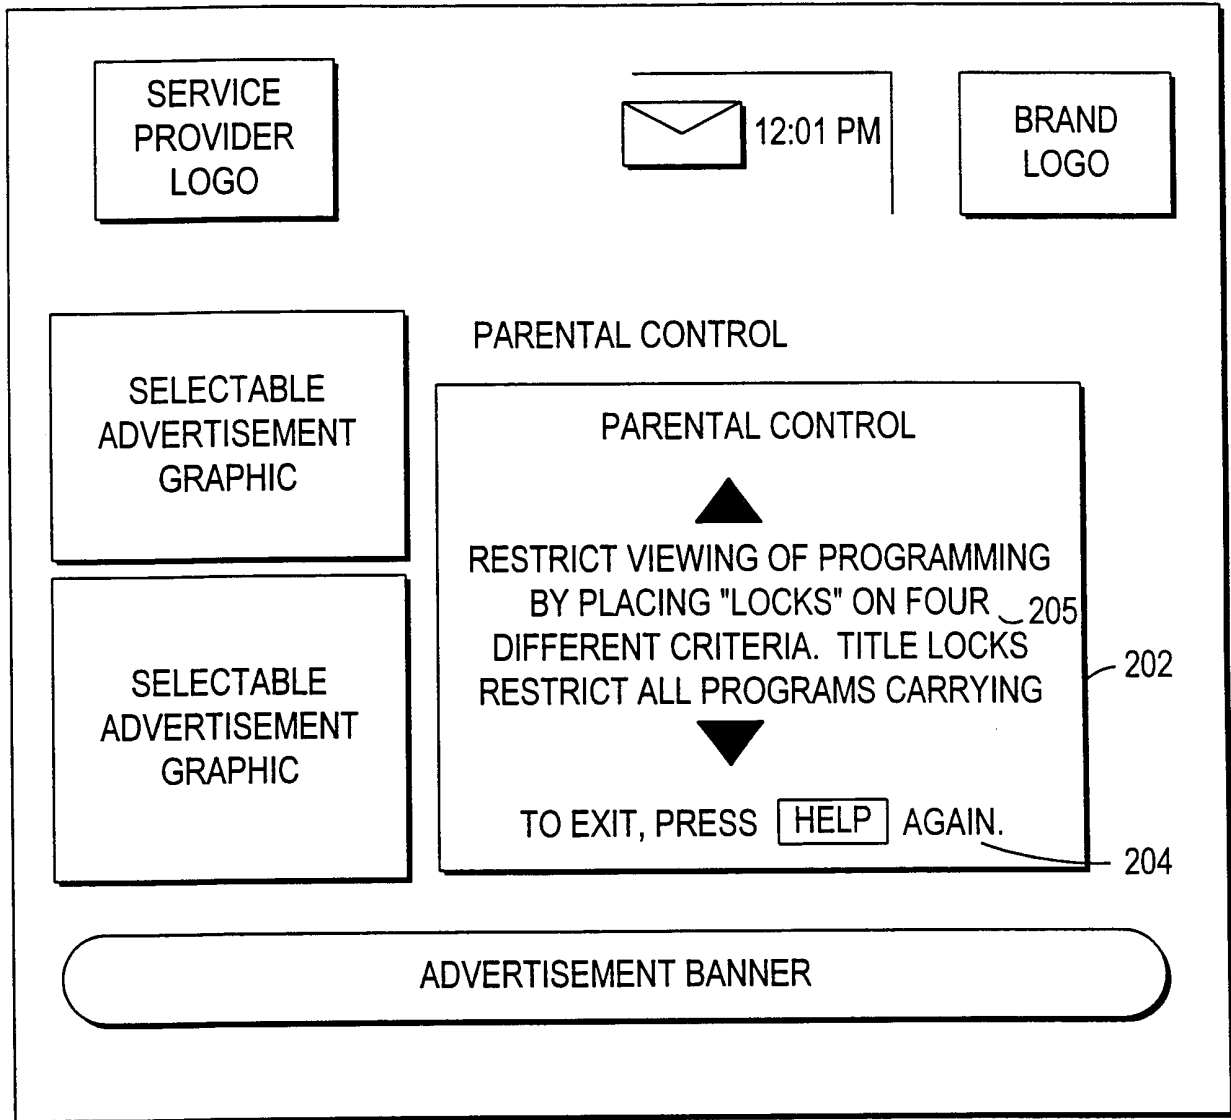 SERVICE
PROVIDER
LOGO
12:01 PM
BRAND
LOGO
SELECTABLE
ADVERTISEMENT
GRAPHIC
SELECTABLE
ADVERTISEMENT
GRAPHIC
PARENTAL CONTROL
PARENTAL CONTROL
RESTRICT VIEWING OF PROGRAMMING
BY PLACING "LOCKS" ON FOUR
205
DIFFERENT CRITERIA. TITLE LOCKS
RESTRICT ALL PROGRAMS CARRYING
202
TO EXIT, PRESS HELP AGAIN.
204
ADVERTISEMENT BANNER